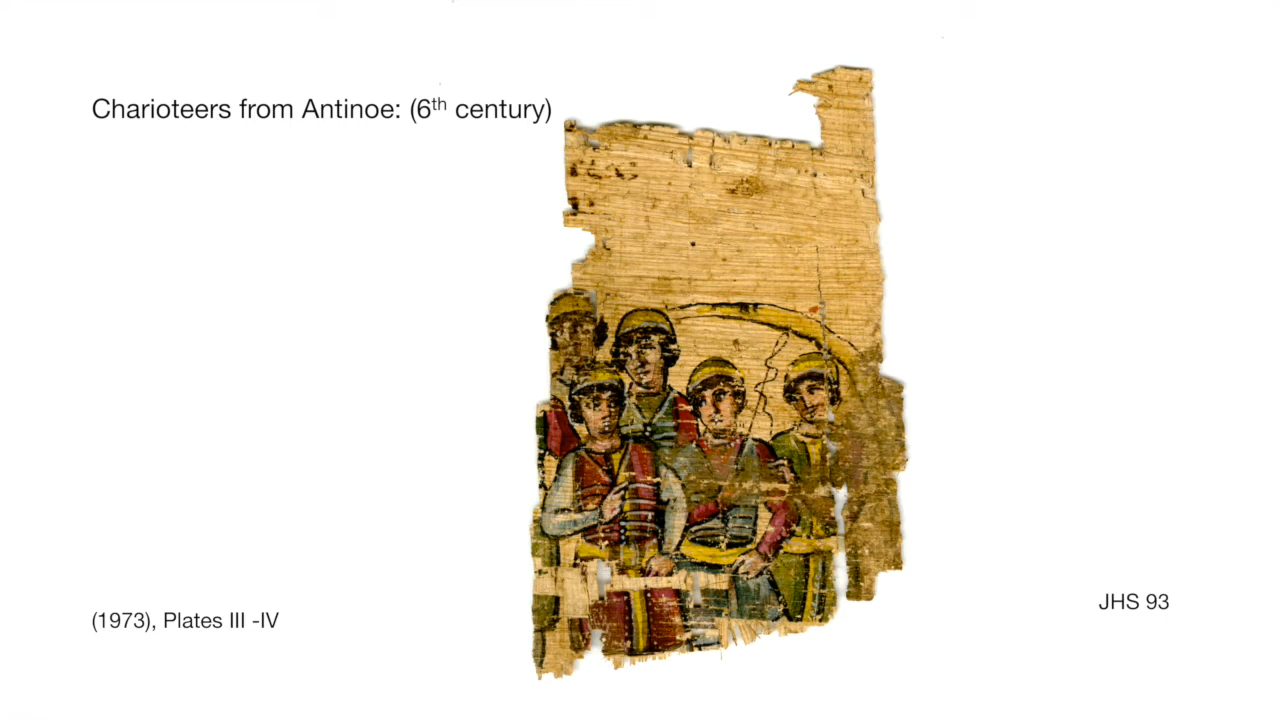 Charioteers from Antinoe: (6th century)
JHS 93
(1973), Plates III -IV